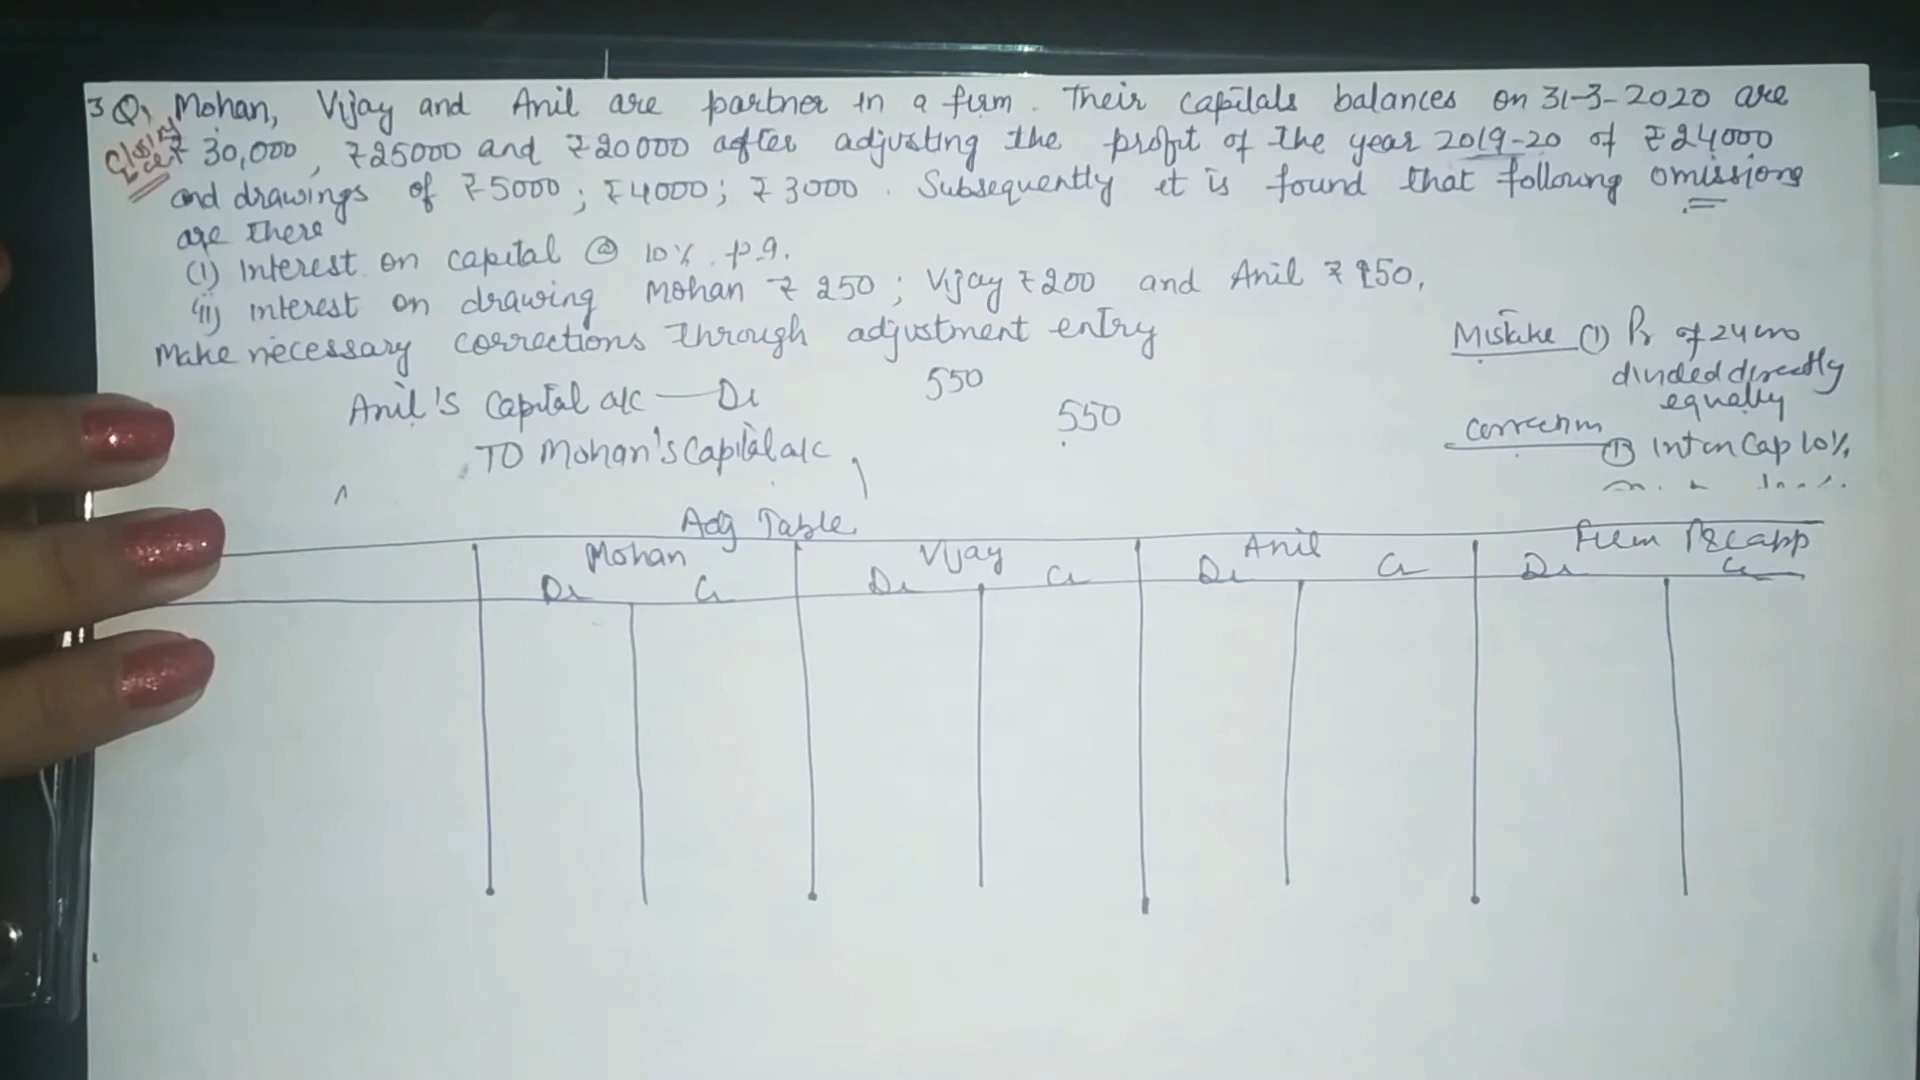 3 Q, Mohan, Vijay and Anil are partner in a firm. Their capitals balances on 31-3-2020 are
Closing
₹ 30,000, ₹25000 and ₹20000 after adjusting the profit of the year 2019-20 of ₹24000
and drawings of ₹5000; ₹4000; ₹3000. Subsequently it is found that following omissions
are there
(i) Interest on capital @ 10% p.a.
(ii) interest on drawing Mohan ₹ 250; Vijay ₹200 and Anil ₹ 150.
Make necessary corrections through adjustment entry
Mistake (1) Pr of 24000
divided directly
equally
Anil's Capital a/c — Dr 550
TO Mohan's Capital a/c 550
Correction (1) Int on Cap 10%
Adj Table
Mohan Vijay Anil Firm P&L app
Dr Cr Dr Cr Dr Cr Dr Cr